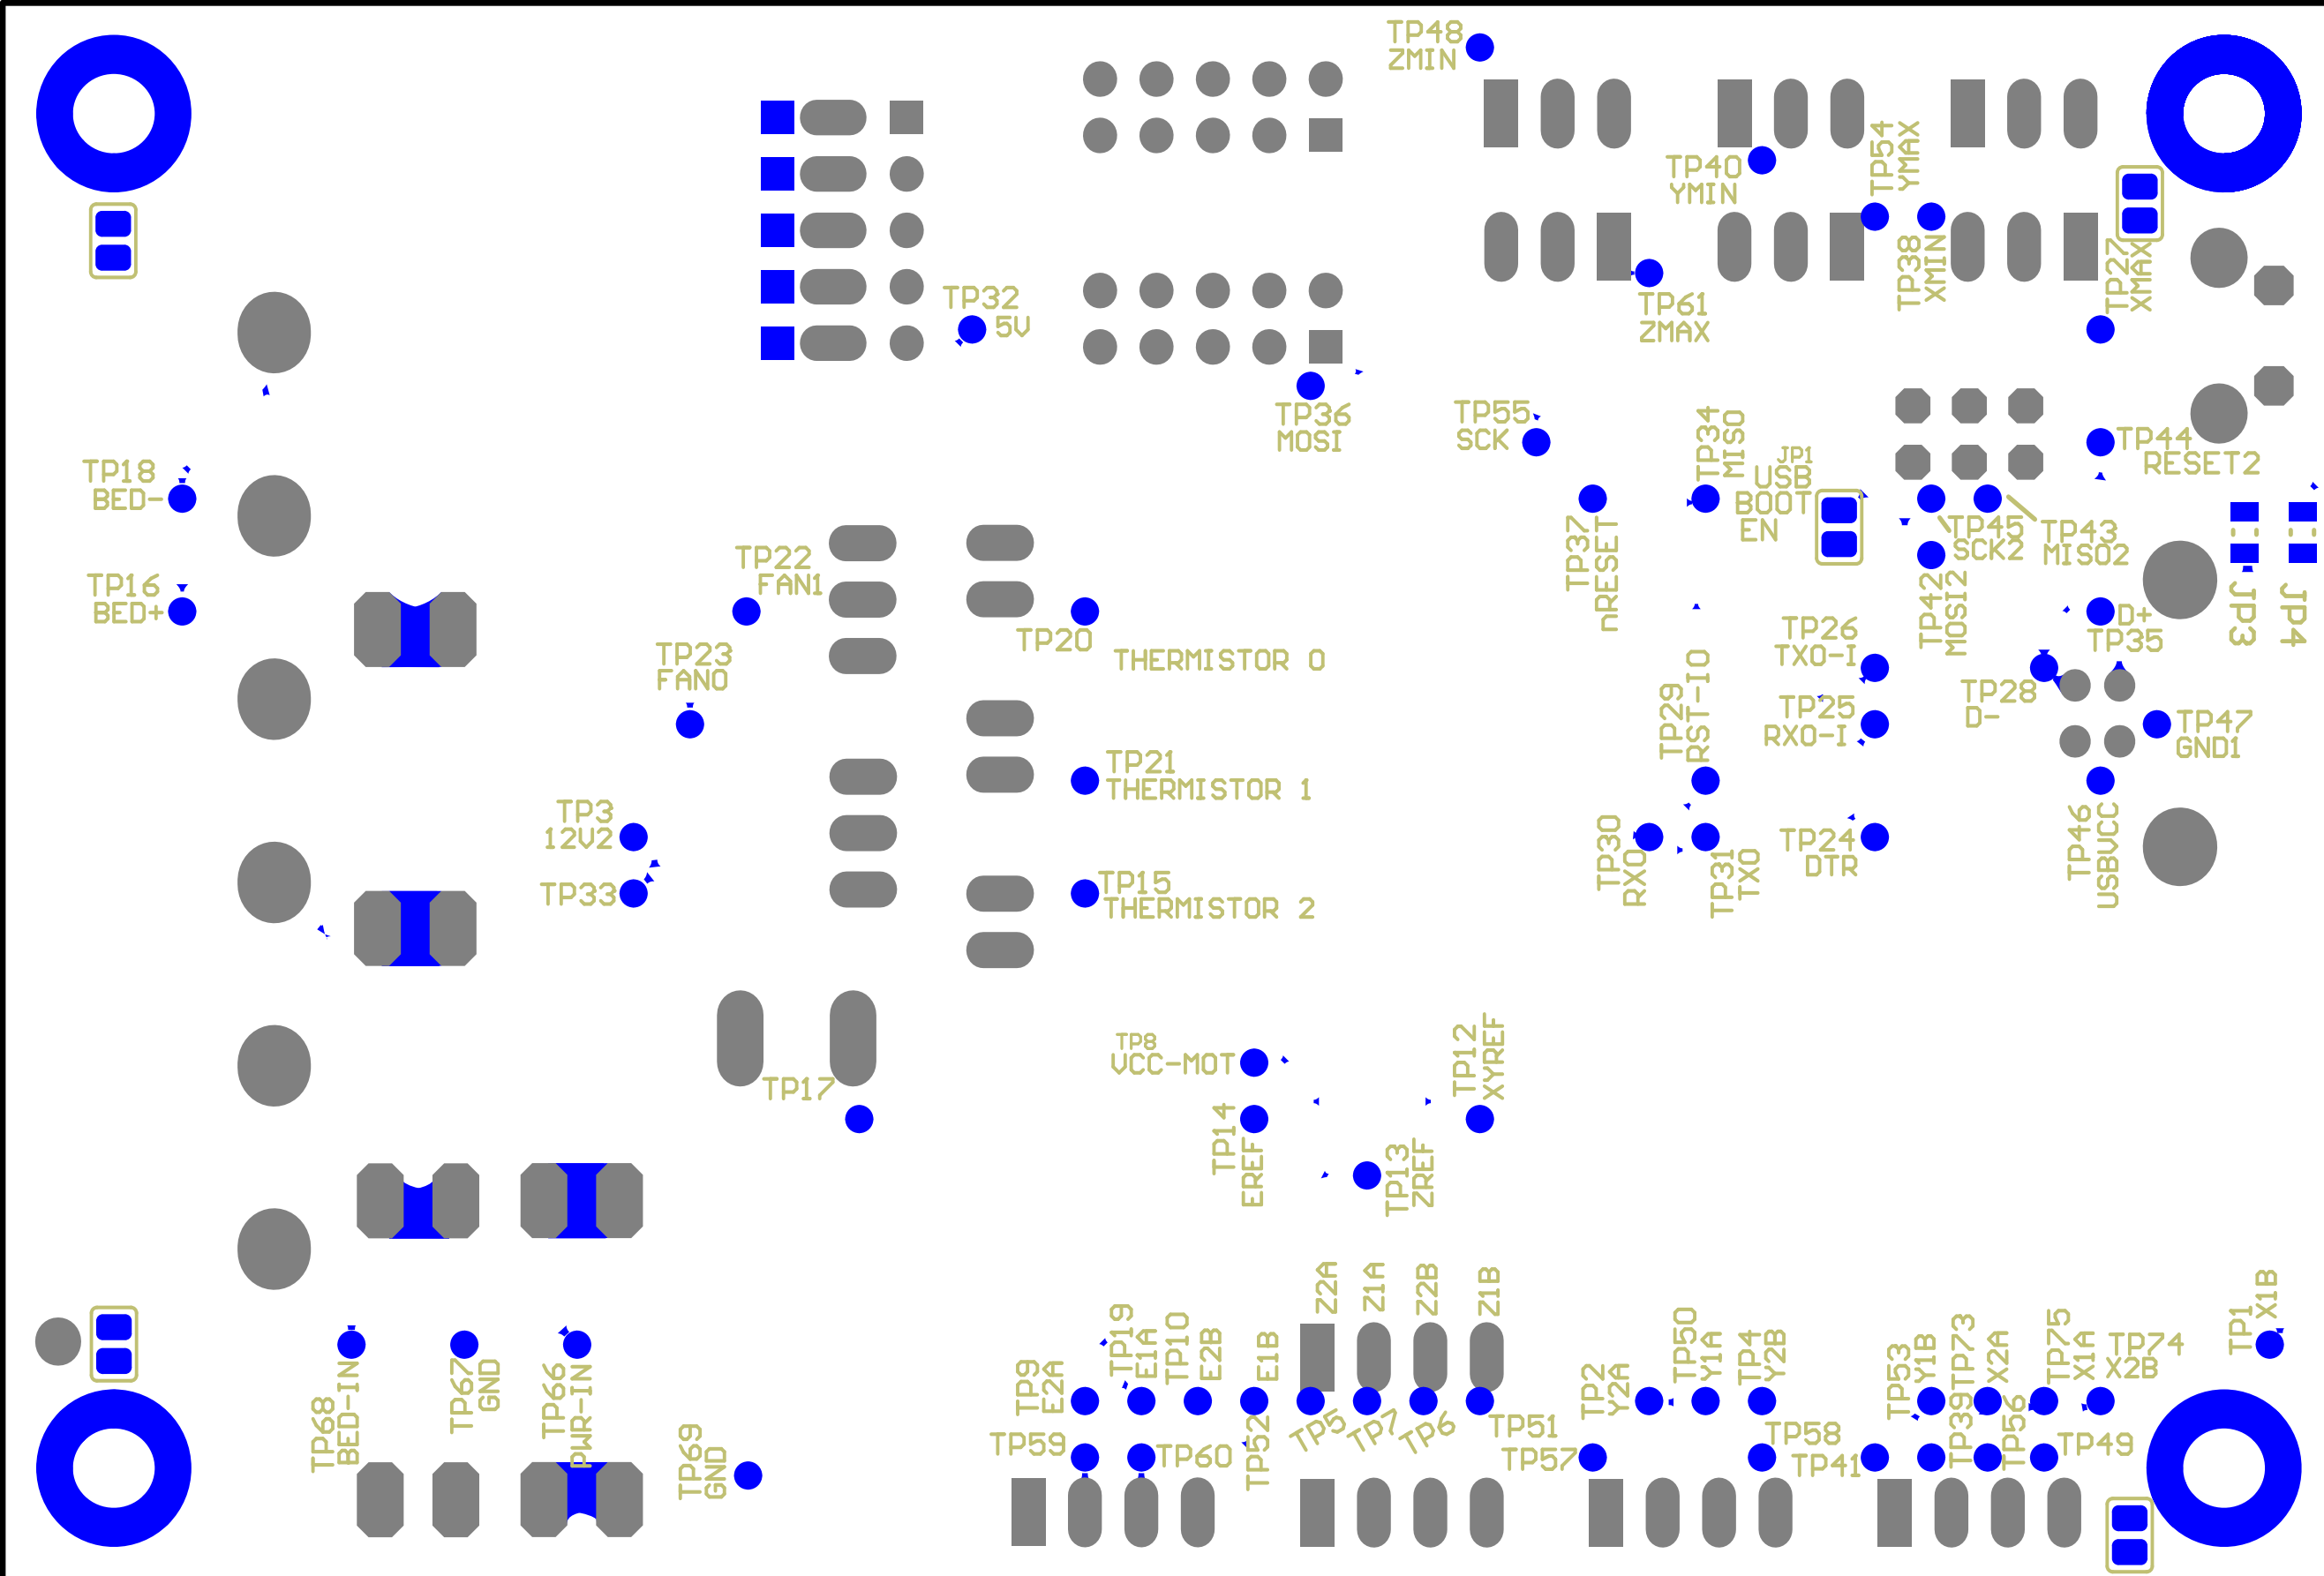 TP48
ZMIN
TP54
YMAX
TP40
YMIN
TP38
XMIN
TP27
XMAX
TP32
5V
TP61
ZMAX
TP36
MOSI
TP55
SCK
TP34
MISO
JP1
USB
BOOT
EN
TP44
RESET2
TP18
BED-
TP37
nRESET
TP45
SCK2
TP43
MISO2
TP42
MOSI2
JP3
JP4
TP22
FAN1
TP16
BED+
TP20
THERMISTOR 0
TP23
FAN0
TP26
TX0-I
D+
TP35
TP29
RST-IO
TP28
D-
TP25
RX0-I
TP47
GND1
TP21
THERMISTOR 1
TP3
12V2
TP30
RX0
TP31
TX0
TP24
DTR
TP46
USBVCC
TP33
TP15
THERMISTOR 2
TP8
VCC-MOT
TP12
XYREF
TP17
TP14
EREF
TP13
ZREF
Z2A
Z1A
Z2B
Z1B
TP1
X1B
TP68
BED-IN
TP67
GND
TP66
PWR-IN
TP69
GND
TP9
E2A
TP19
E1A
TP10
E2B
E1B
TP2
Y2A
TP50
Y1A
TP4
Y2B
TP53
Y1B
TP73
X2A
TP75
X1A
TP74
X2B
TP59
TP60
TP52
TP5
TP7
TP6
TP51
TP57
TP58
TP41
TP39
TP56
TP49